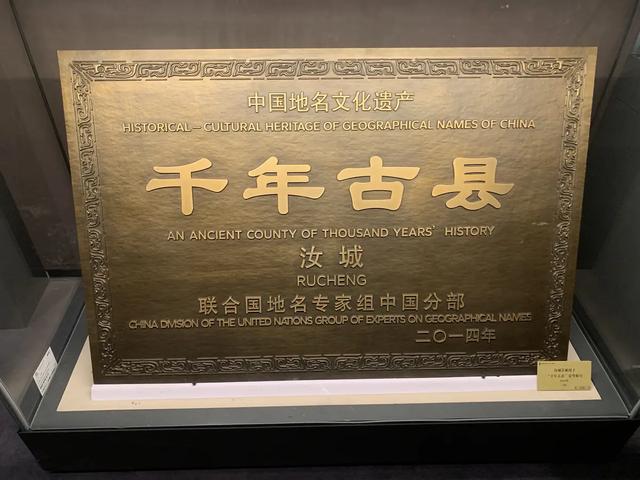 中国地名文化遗产
HISTORICAL—CULTURAL HERITAGE OF GEOGRAPHICAL NAMES OF CHINA
千年古县
AN ANCIENT COUNTY OF THOUSAND YEARS' HISTORY
汝城
RUCHENG
联合国地名专家组中国分部
CHINA DIVISION OF THE UNITED NATIONS GROUP OF EXPERTS ON GEOGRAPHICAL NAMES
二〇一四年